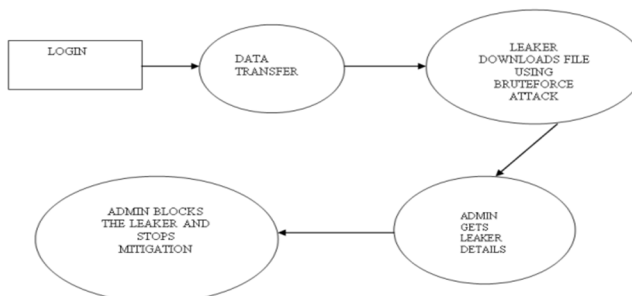 LOGIN
DATA
TRANSFER
LEAKER
DOWNLOADS FILE
USING
BRUTEFORCE
ATTACK
ADMIN
GETS
LEAKER
DETAILS
ADMIN BLOCKS
THE LEAKER AND
STOPS
MITIGATION